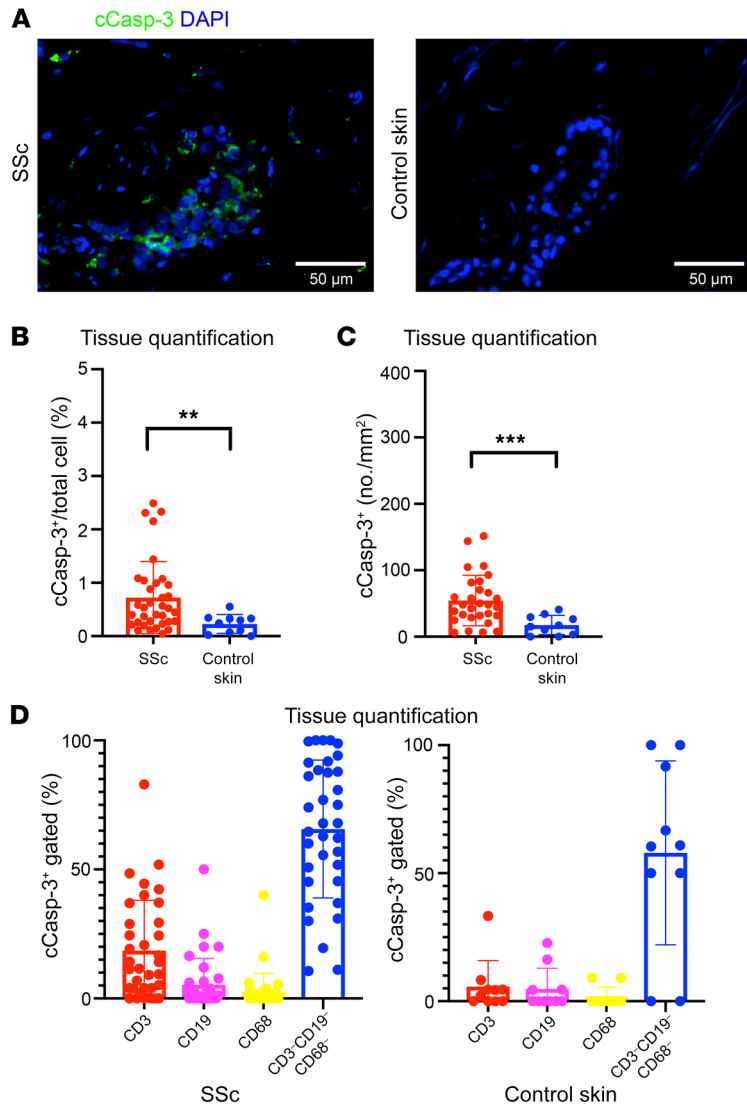 A
cCasp-3 DAPI
SSc
50 µm
Control skin
50 µm
B
Tissue quantification
cCasp-3⁺/total cell (%)
5
4
3
2
1
0
**
SSc
Control
skin
C
Tissue quantification
cCasp-3⁺ (no./mm²)
400
300
200
100
0
***
SSc
Control
skin
D
Tissue quantification
cCasp-3⁺ gated (%)
100
50
0
CD3
CD19
CD68
CD3⁻CD19⁻
CD68⁻
SSc
cCasp-3⁺ gated (%)
100
50
0
CD3
CD19
CD68
CD3⁻CD19⁻
CD68⁻
Control skin